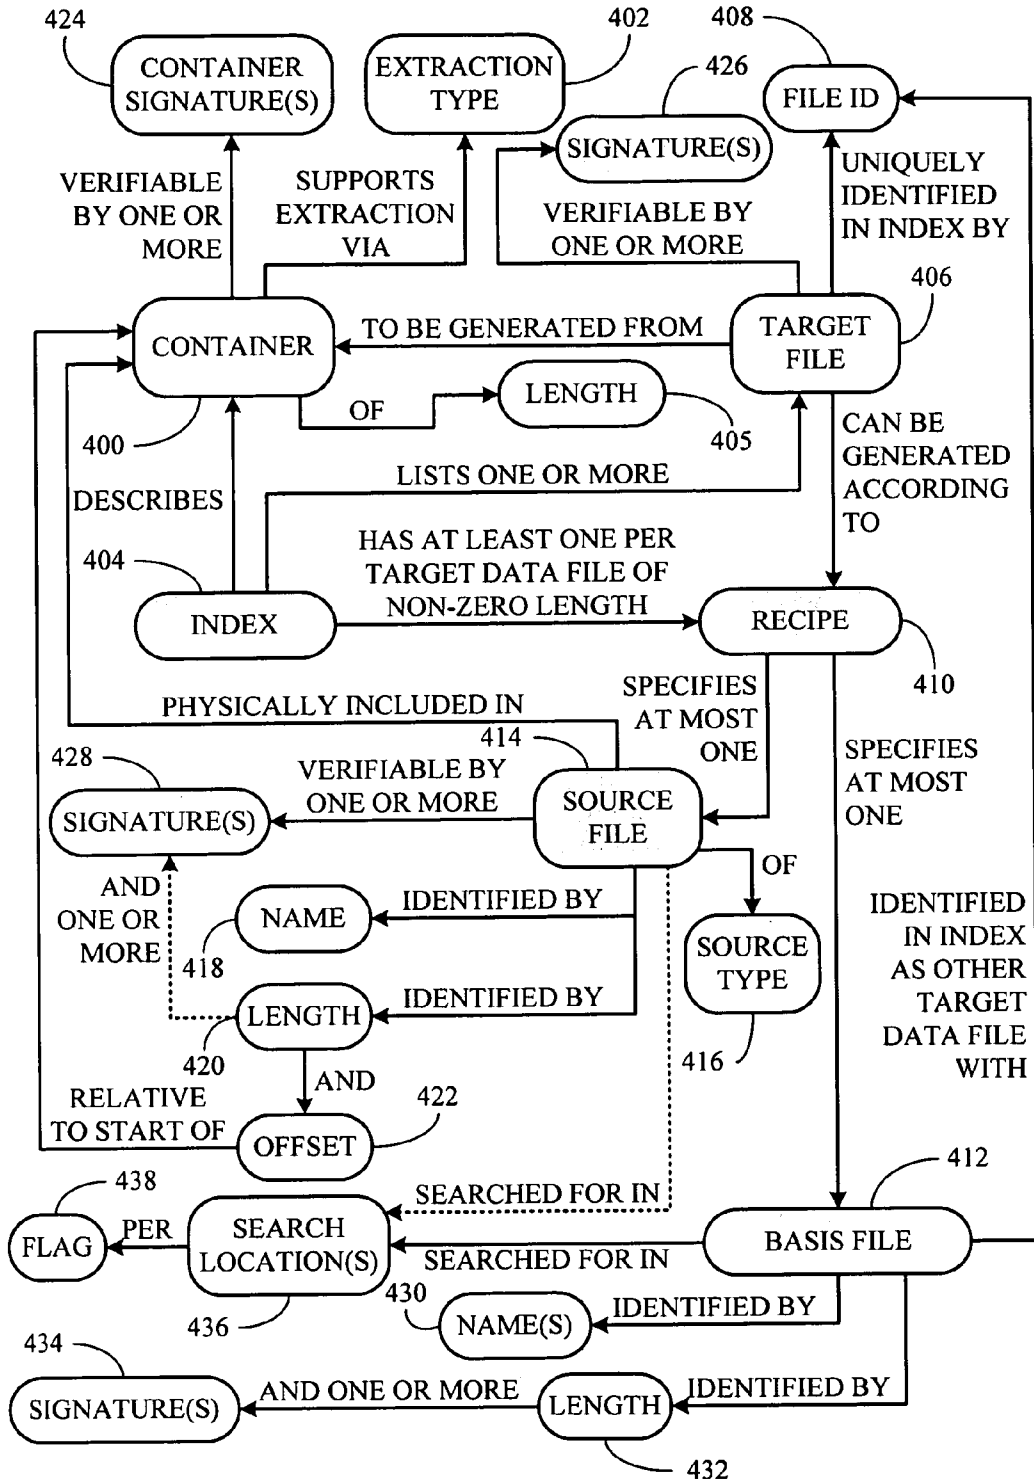 424
402
408
CONTAINER
SIGNATURE(S)
EXTRACTION
TYPE
426
FILE ID
SIGNATURE(S)
VERIFIABLE
BY ONE OR
MORE
SUPPORTS
EXTRACTION
VIA
VERIFIABLE BY
ONE OR MORE
UNIQUELY
IDENTIFIED
IN INDEX BY
406
CONTAINER
TO BE GENERATED FROM
TARGET
FILE
400
OF
LENGTH
405
CAN BE
GENERATED
ACCORDING
TO
DESCRIBES
LISTS ONE OR MORE
404
HAS AT LEAST ONE PER
TARGET DATA FILE OF
NON-ZERO LENGTH
INDEX
RECIPE
410
PHYSICALLY INCLUDED IN
SPECIFIES
AT MOST
ONE
414
SPECIFIES
AT MOST
ONE
428
VERIFIABLE BY
ONE OR MORE
SIGNATURE(S)
SOURCE
FILE
AND
ONE OR
MORE
OF
NAME
IDENTIFIED BY
418
SOURCE
TYPE
IDENTIFIED
IN INDEX
AS OTHER
TARGET
DATA FILE
WITH
LENGTH
IDENTIFIED BY
420
416
AND
RELATIVE
TO START OF
OFFSET
422
438
412
SEARCHED FOR IN
FLAG
PER
SEARCH
LOCATION(S)
SEARCHED FOR IN
BASIS FILE
436
430
NAME(S)
IDENTIFIED BY
434
SIGNATURE(S)
AND ONE OR MORE
LENGTH
IDENTIFIED BY
432